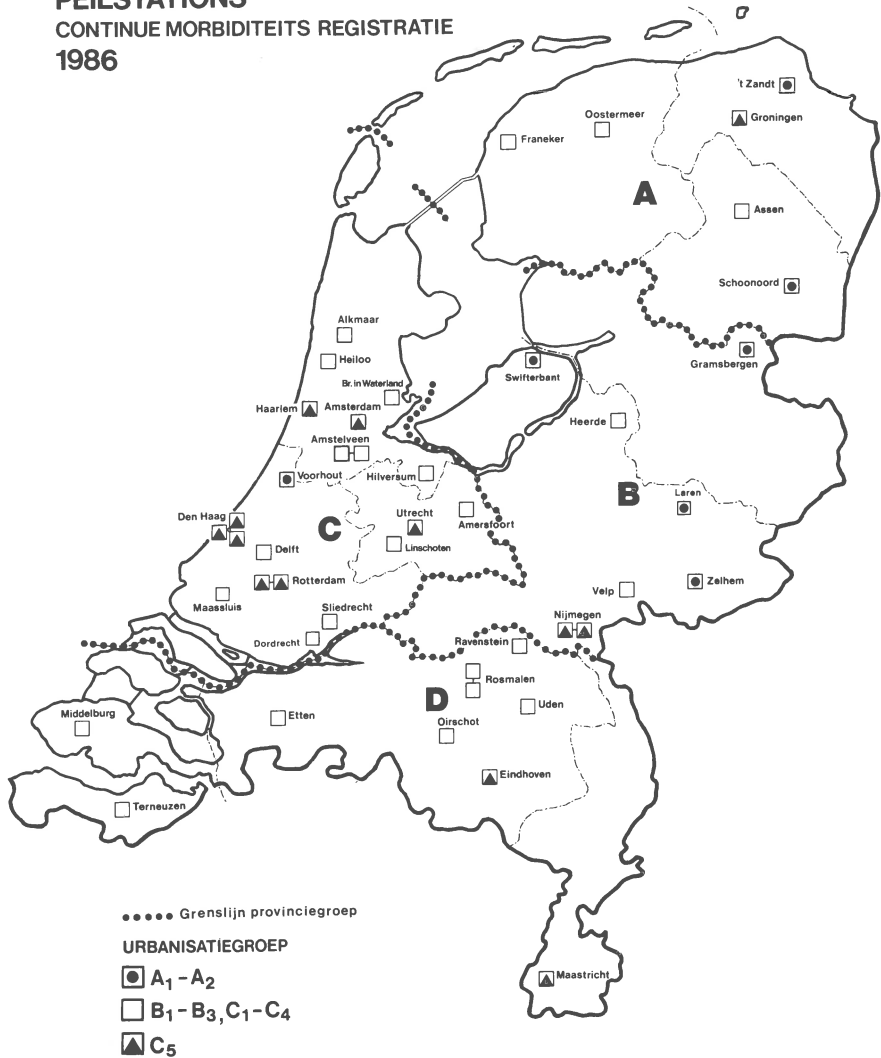 PEILSTATIONS
CONTINUE MORBIDITEITS REGISTRATIE
1986
't Zandt
Groningen
Oostermeer
Franeker
A
Assen
Schoonoord
Gramsbergen
Alkmaar
Heiloo
Swifterbant
Br. in Waterland
Haarlem
Amsterdam
Heerde
Amstelveen
Voorhout
Hilversum
B
Laren
Den Haag
C
Utrecht
Amersfoort
Delft
Linschoten
Rotterdam
Zelhem
Velp
Maassluis
Sliedrecht
Nijmegen
Dordrecht
Ravenstein
Rosmalen
D
Uden
Middelburg
Etten
Oirschot
Eindhoven
Terneuzen
Grenslijn provinciegroep
URBANISATIEGROEP
A1-A2
B1-B3, C1-C4
C5
Maastricht